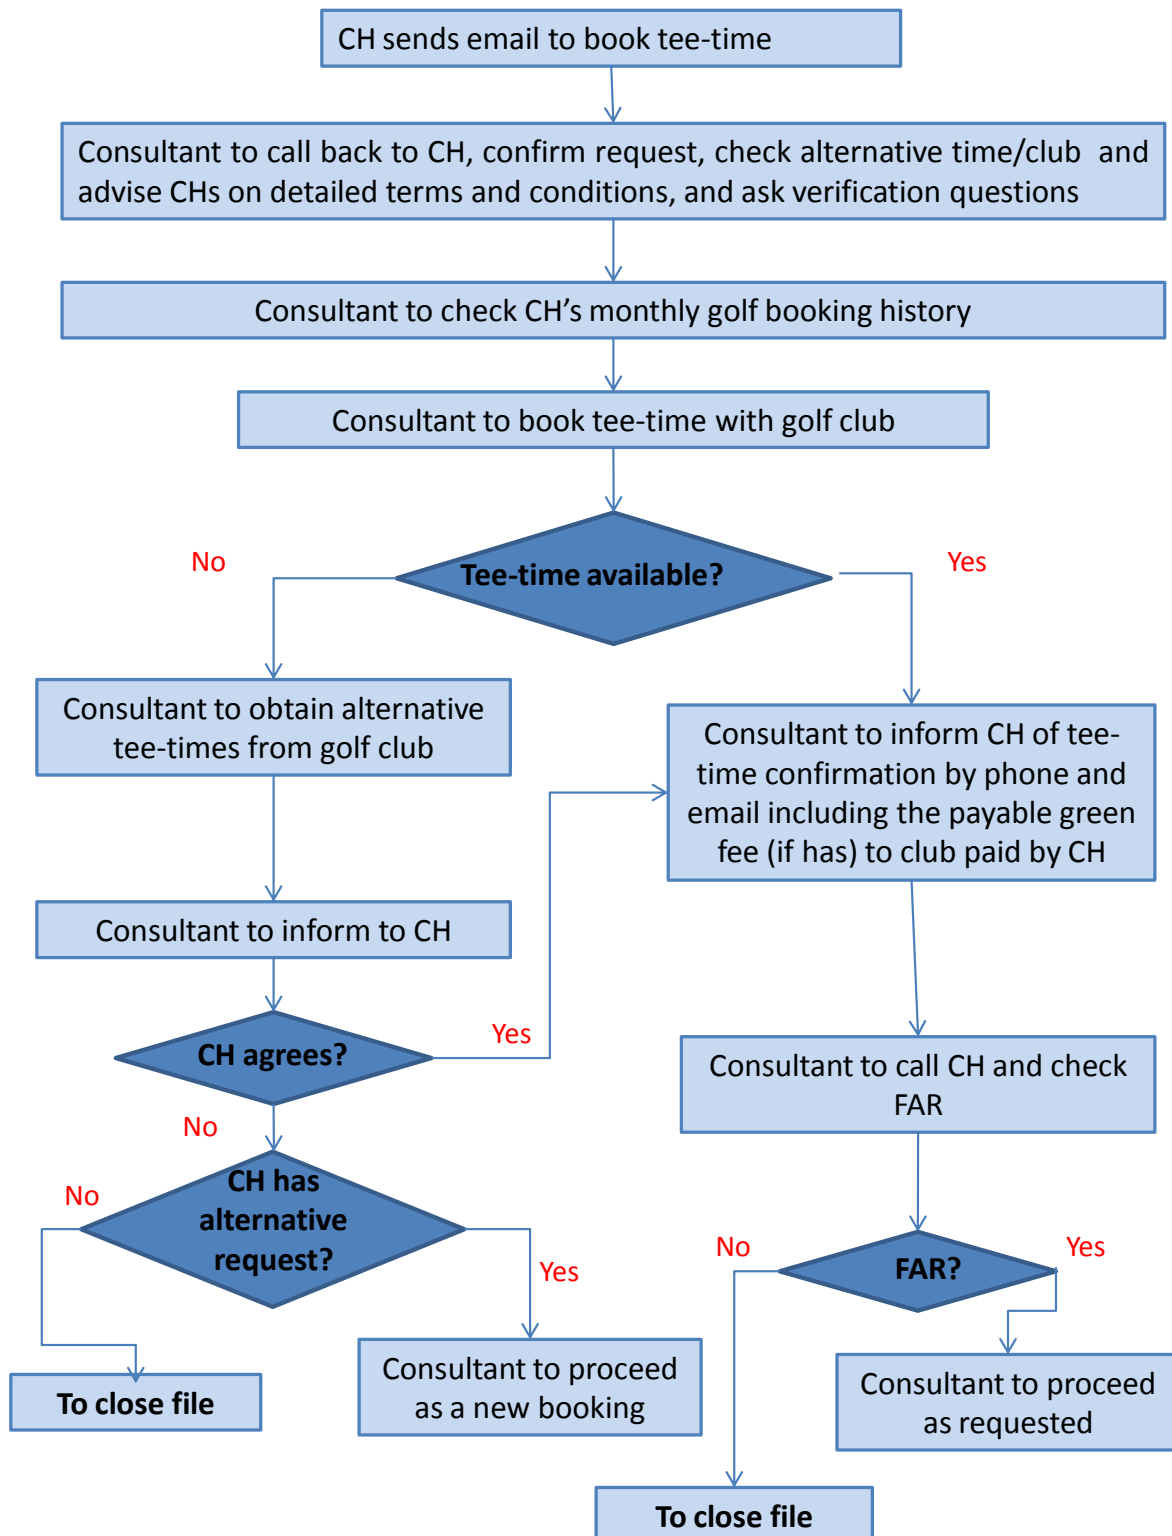 CH sends email to book tee-time
Consultant to call back to CH, confirm request, check alternative time/club and
advise CHs on detailed terms and conditions, and ask verification questions
Consultant to check CH's monthly golf booking history
Consultant to book tee-time with golf club
No
Tee-time available?
Yes
Consultant to obtain alternative
tee-times from golf club
Consultant to inform CH of tee-
time confirmation by phone and
email including the payable green
fee (if has) to club paid by CH
Consultant to inform to CH
CH agrees?
Yes
No
Consultant to call CH and check
FAR
CH has
alternative
request?
No
Yes
FAR?
No
Yes
To close file
Consultant to proceed
as a new booking
Consultant to proceed
as requested
To close file